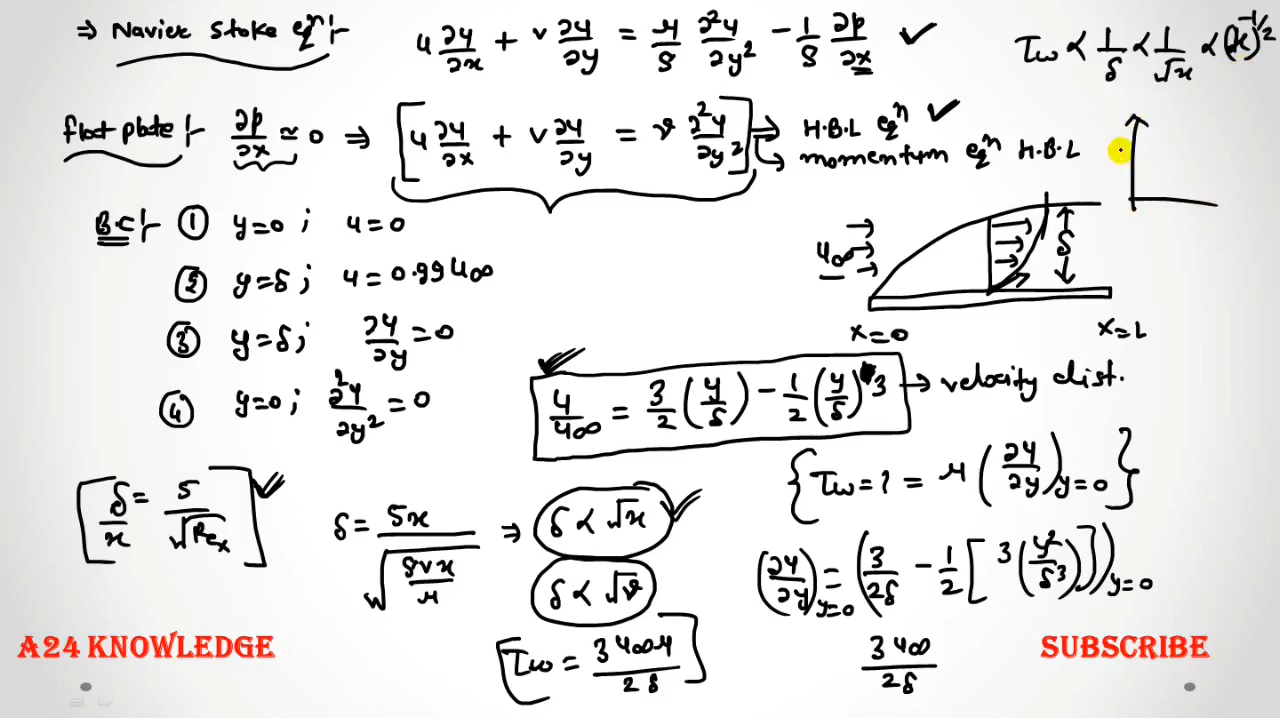 ⇒ Navier Stoke eqn :- u ∂u/∂x + v ∂u/∂y = μ/ρ ∂²u/∂y² - 1/ρ ∂p/∂x ✓
τw ∝ 1/δ ∝ 1/√x ∝ (x)^-1/2
flat plate :- ∂p/∂x ≃ 0 ⇒ [u ∂u/∂x + v ∂u/∂y = ν ∂²u/∂y²] ⇒ H.B.L eqn ✓
→ momentum eqn H.B.L
B.C :- ① y=0 ; u=0
② y=δ ; u=0.99u∞
③ y=δ ; ∂u/∂y = 0
④ y=0 ; ∂²u/∂y² = 0
u∞
δ
x=0
x=L
u/u∞ = 3/2 (y/δ) - 1/2 (y/δ)^3 → velocity dist.
{τw = ? = μ (∂u/∂y)y=0}
[δ/x = 5/√Rex] ✓
δ = 5x/√(ρvx/μ) ⇒ δ ∝ √x ✓
δ ∝ √ν
(∂u/∂y)y=0 = (3/2δ - 1/2 [3(y²/δ³)])y=0
[τw = 3u∞μ/2δ]
3u∞/2δ
A24 KNOWLEDGE
SUBSCRIBE